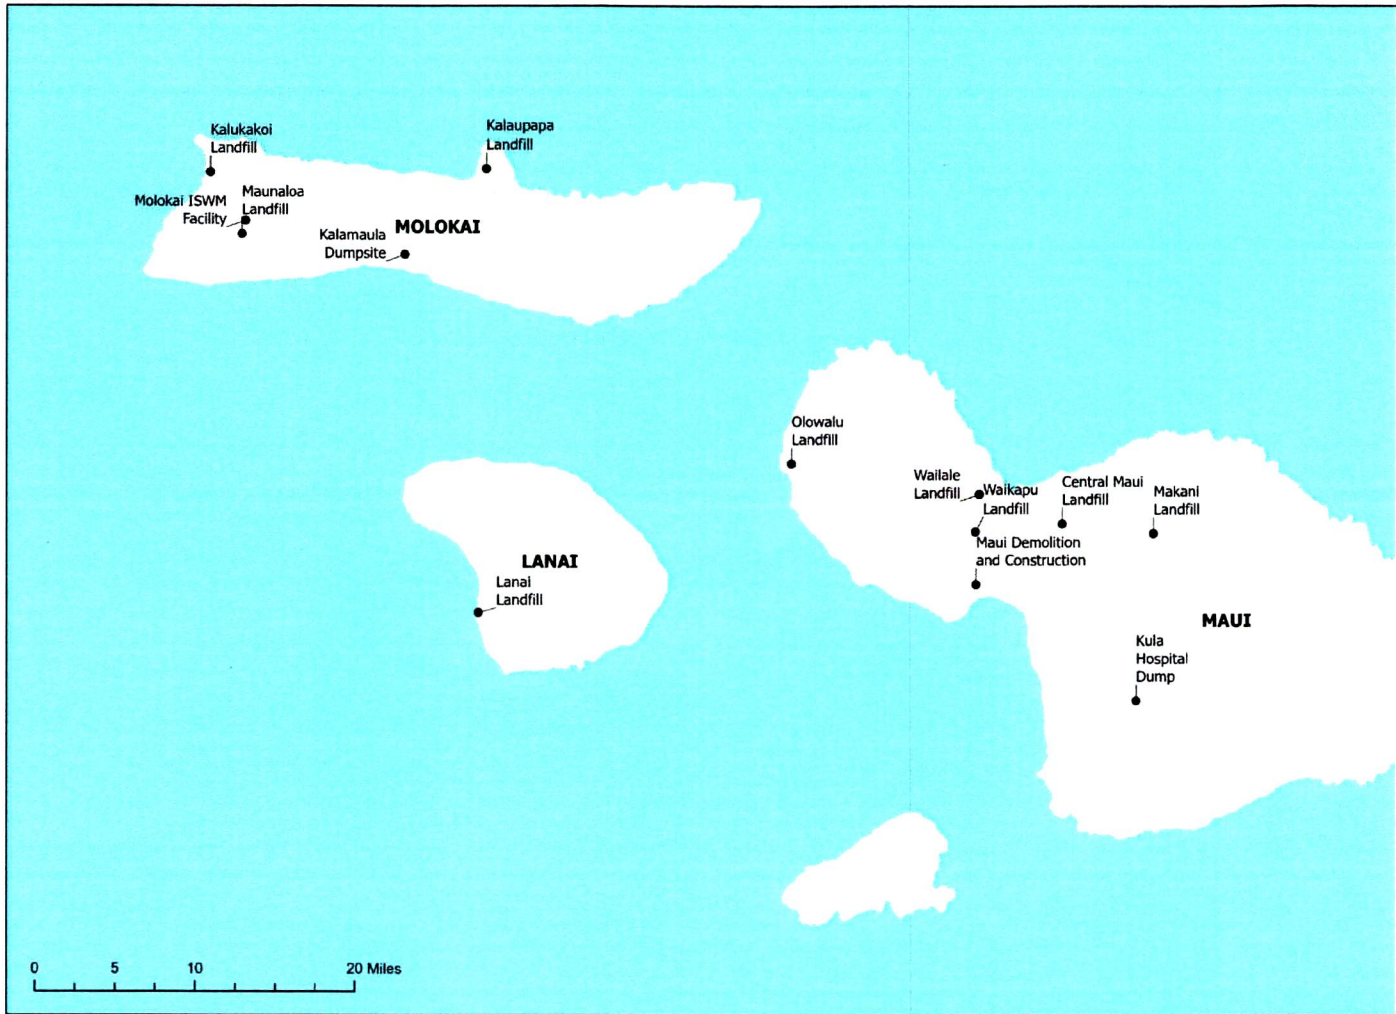 Kalukakoi
Landfill
Kalaupapa
Landfill
Molokai ISWM
Facility
Maunaloa
Landfill
MOLOKAI
Kalamaula
Dumpsite
Olowalu
Landfill
Wailale
Landfill
Waikapu
Landfill
Central Maui
Landfill
Makani
Landfill
Maui Demolition
and Construction
LANAI
Lanai
Landfill
MAUI
Kula
Hospital
Dump
0 5 10 20 Miles